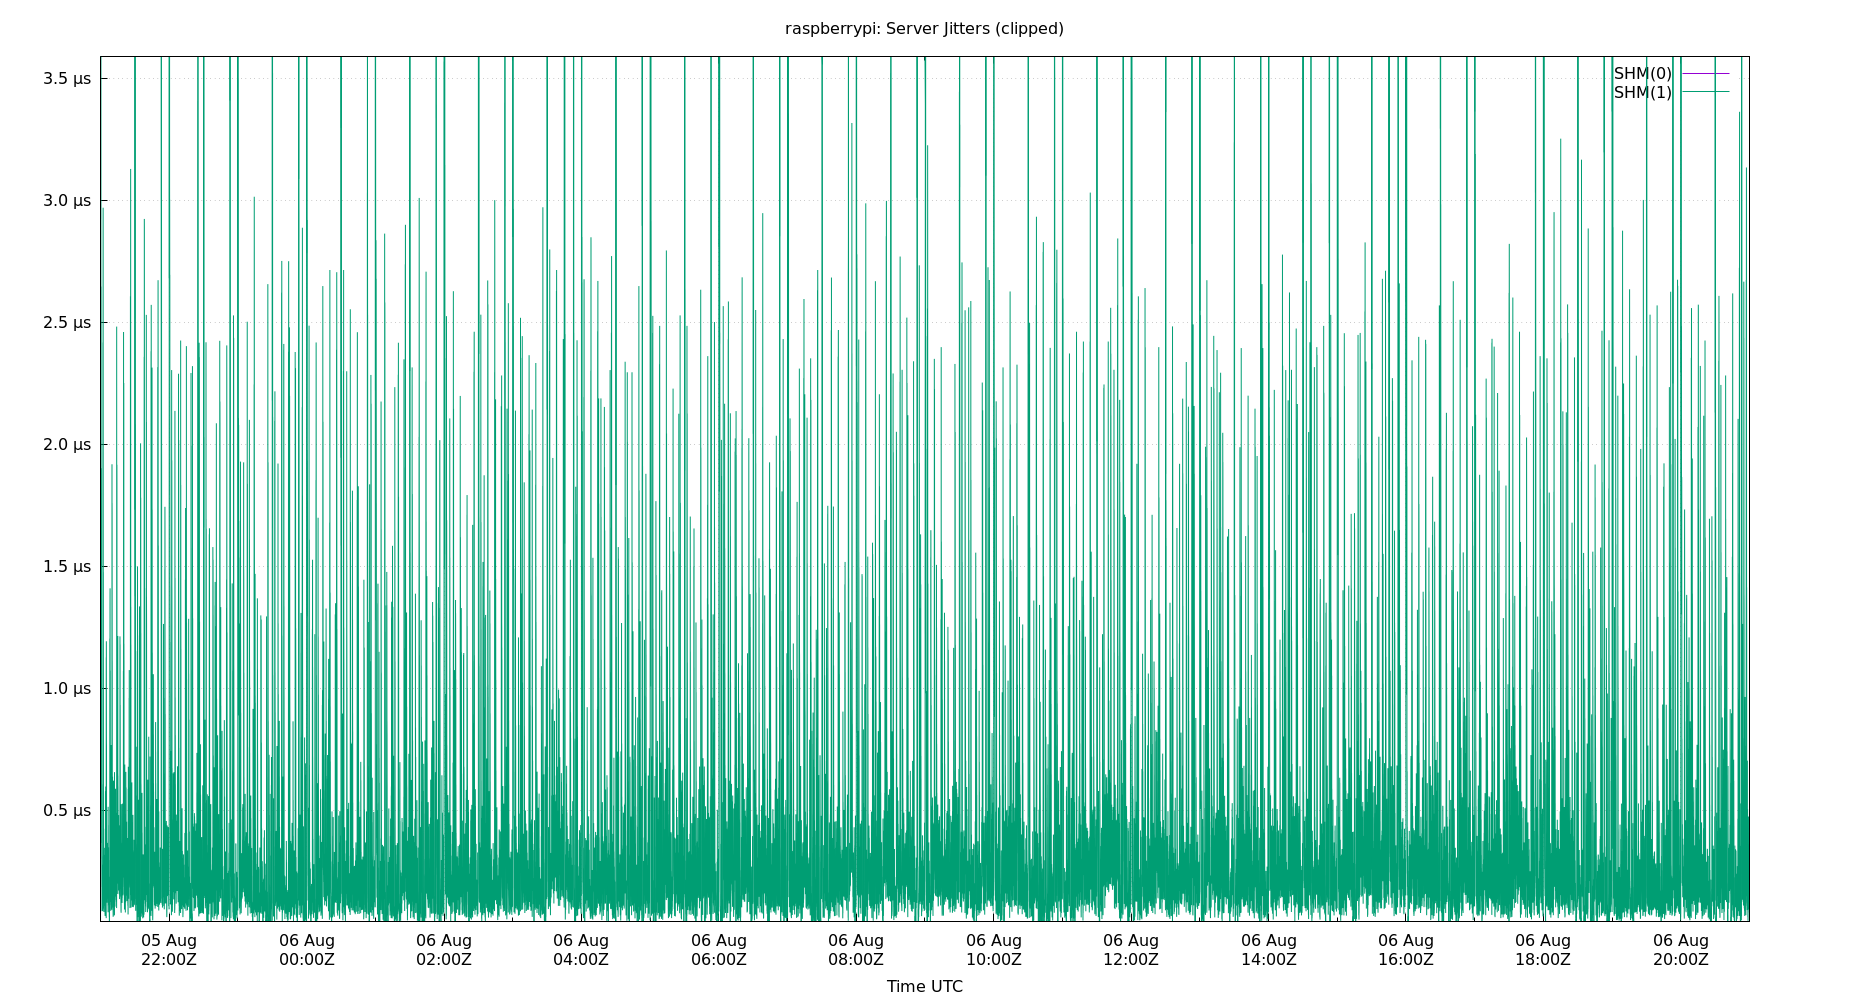 raspberrypi: Server Jitters (clipped)
3.5 µs
3.0 µs
2.5 µs
2.0 µs
1.5 µs
1.0 µs
0.5 µs
SHM(0)
SHM(1)
05 Aug
22:00Z
06 Aug
00:00Z
06 Aug
02:00Z
06 Aug
04:00Z
06 Aug
06:00Z
06 Aug
08:00Z
06 Aug
10:00Z
06 Aug
12:00Z
06 Aug
14:00Z
06 Aug
16:00Z
06 Aug
18:00Z
06 Aug
20:00Z
Time UTC